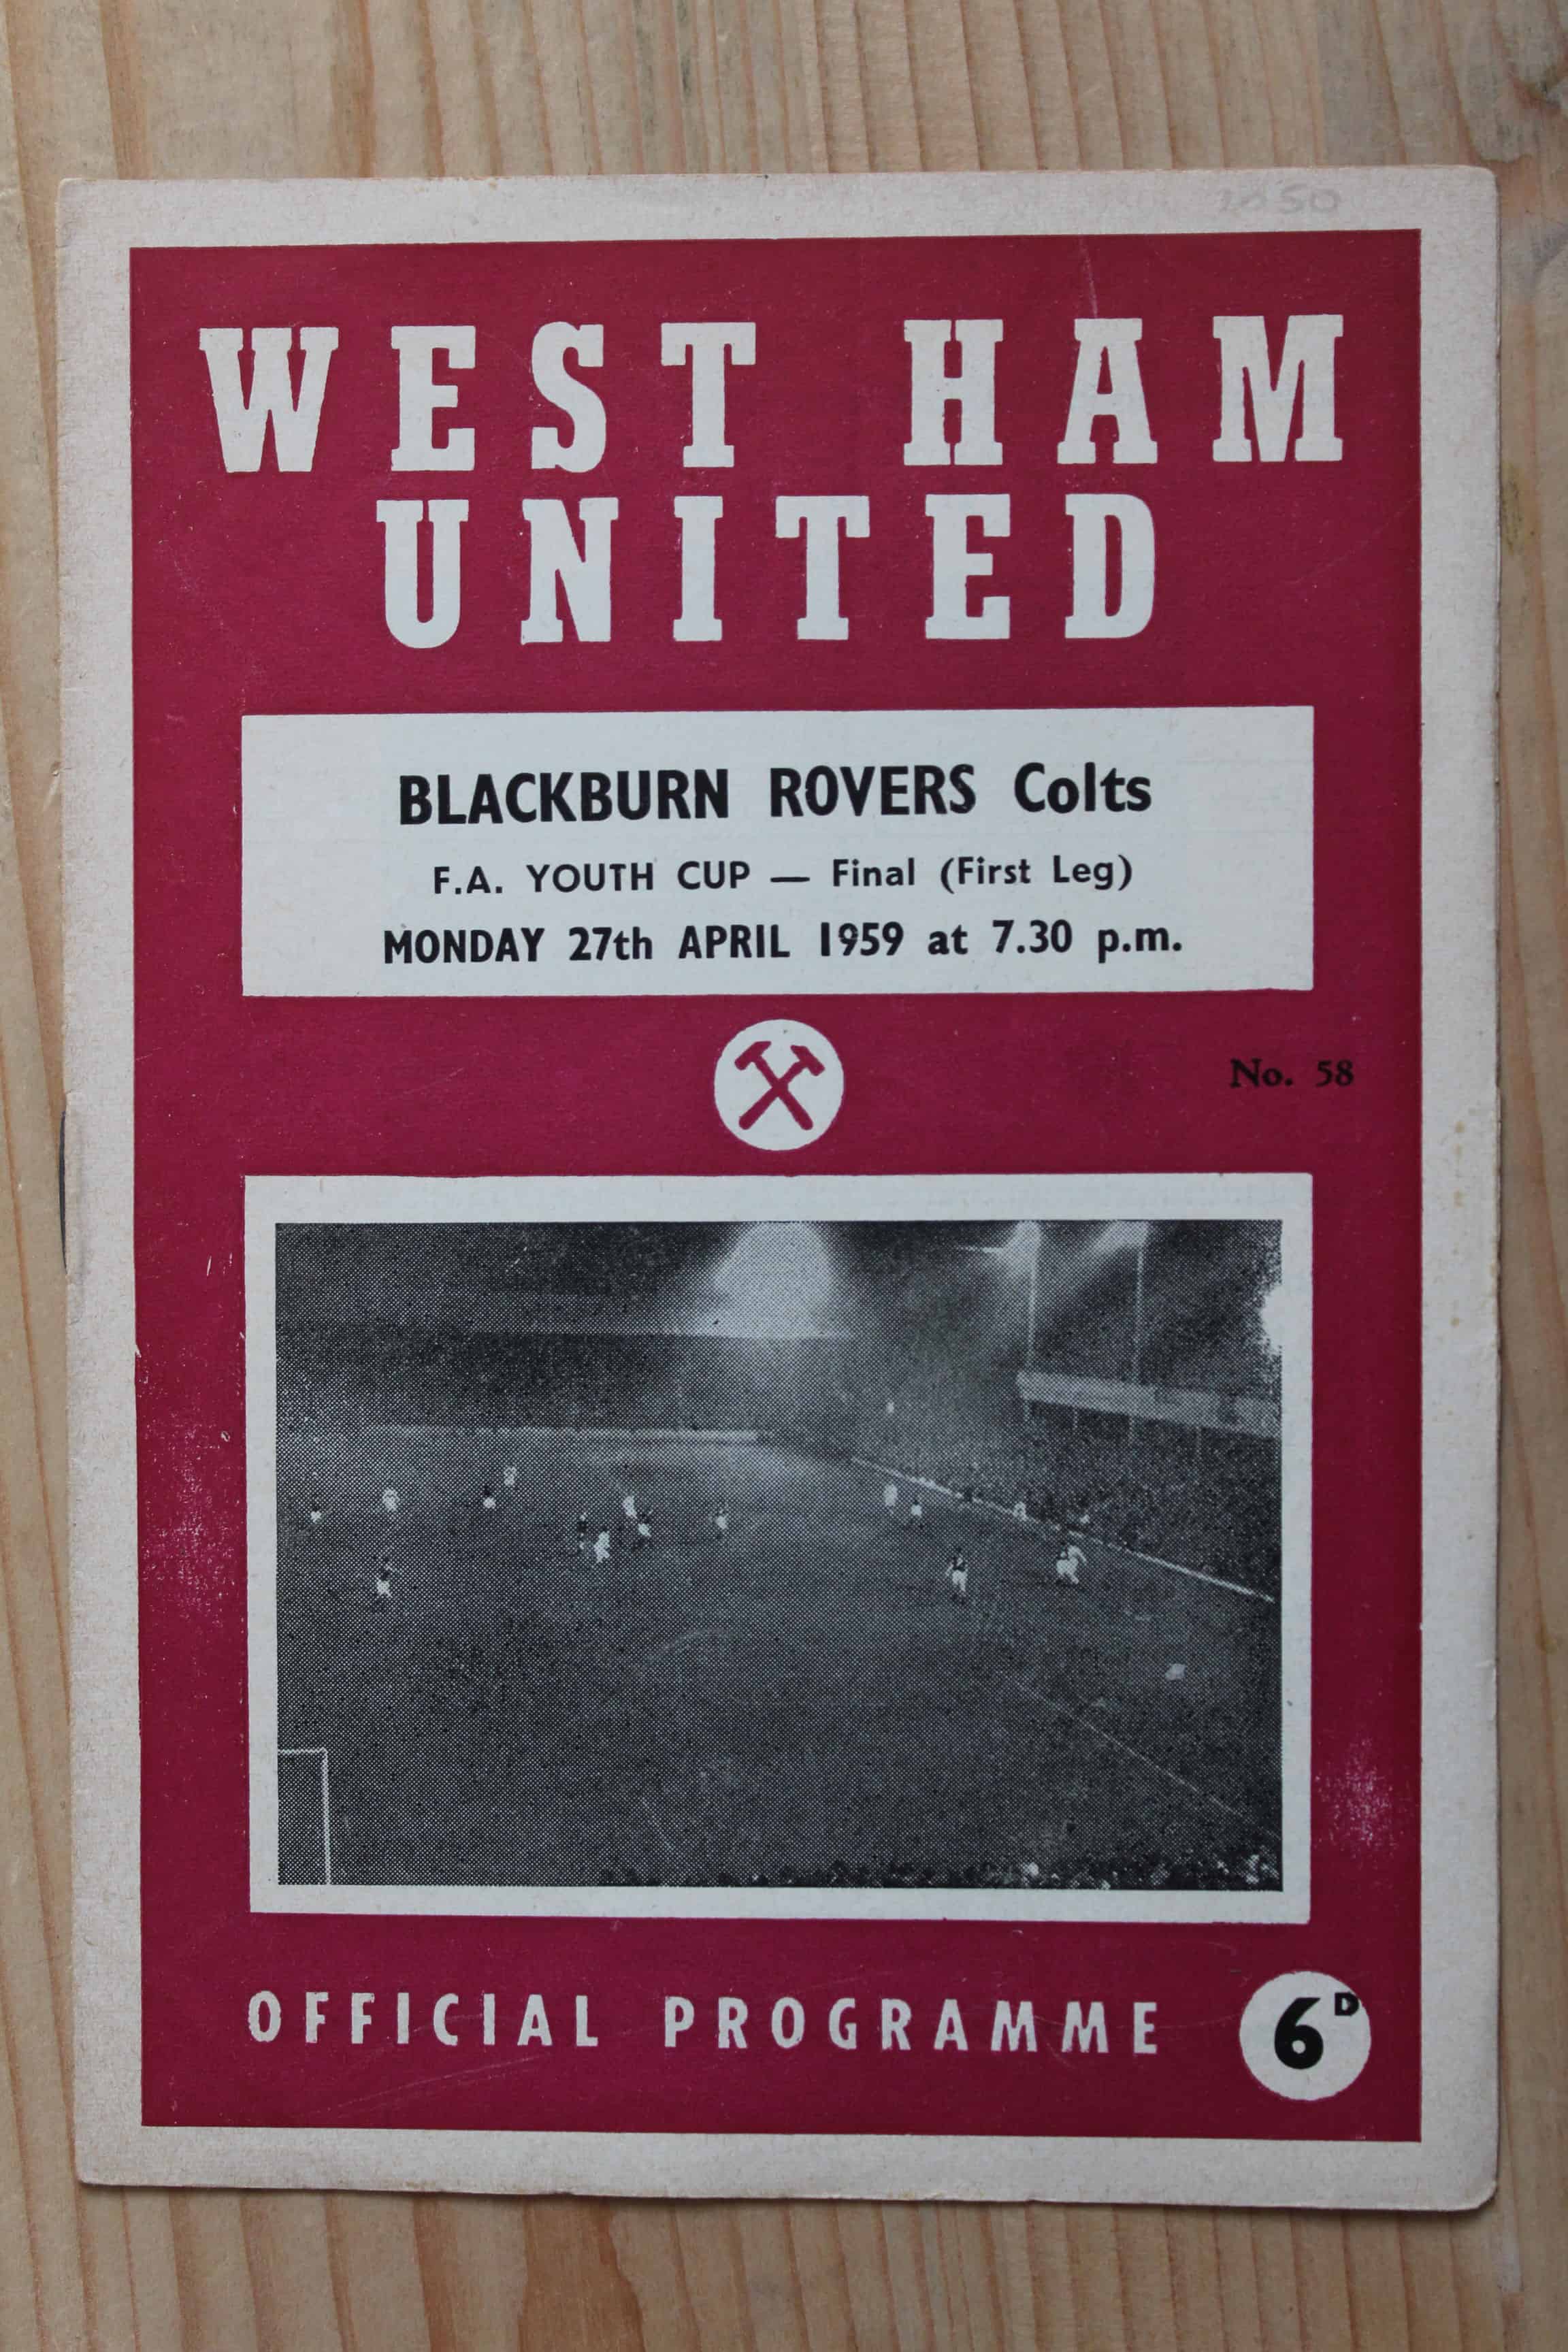 WEST HAM
UNITED
BLACKBURN ROVERS Colts
F.A. YOUTH CUP — Final (First Leg)
MONDAY 27th APRIL 1959 at 7.30 p.m.
No. 58
OFFICIAL PROGRAMME 6D